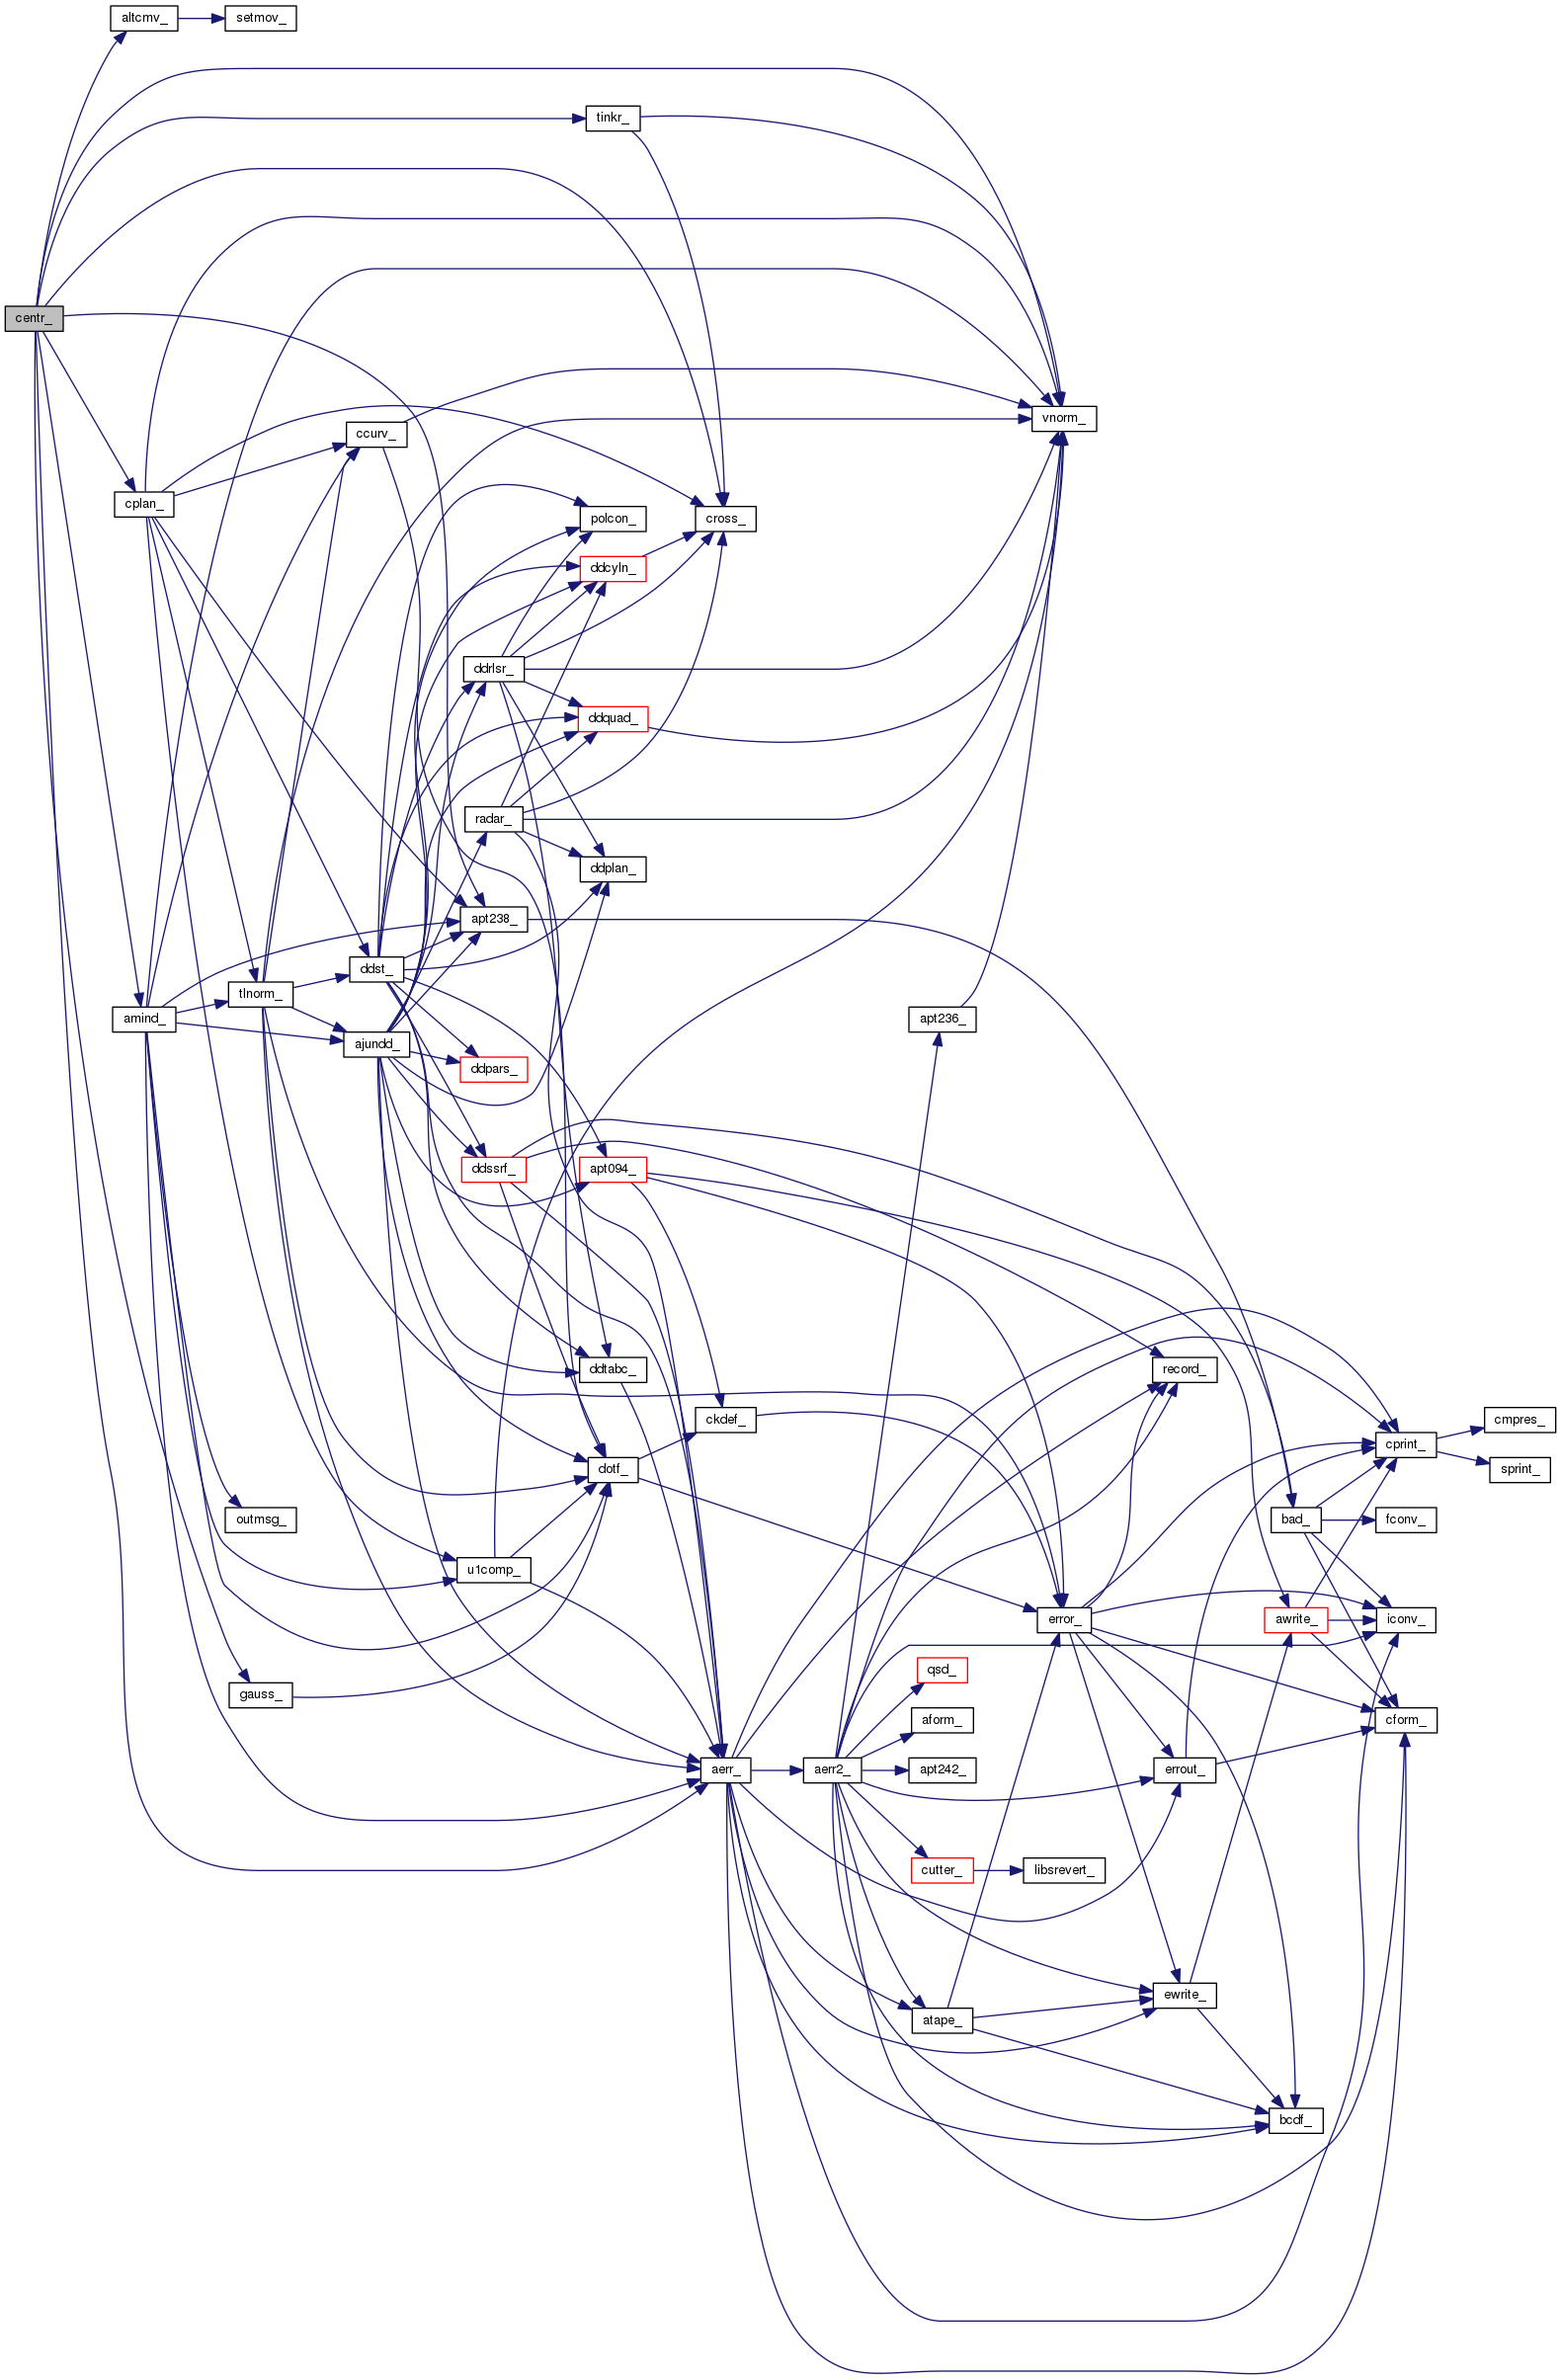 altcmv_
setmov_
tinkr_
centr_
vnorm_
ccurv_
cplan_
polcon_
cross_
ddcyln_
ddrlsr_
ddquad_
radar_
ddplan_
apt238_
ddst_
tlnorm_
amind_
apt236_
ajundd_
ddpars_
ddssrf_
apt094_
ddtabc_
record_
ckdef_
cmpres_
cprint_
dotf_
sprint_
outmsg_
bad_
fconv_
u1comp_
error_
awrite_
iconv_
qsd_
gauss_
aform_
cform_
aerr_
aerr2_
apt242_
errout_
cutter_
libsrevert_
ewrite_
atape_
bcdf_